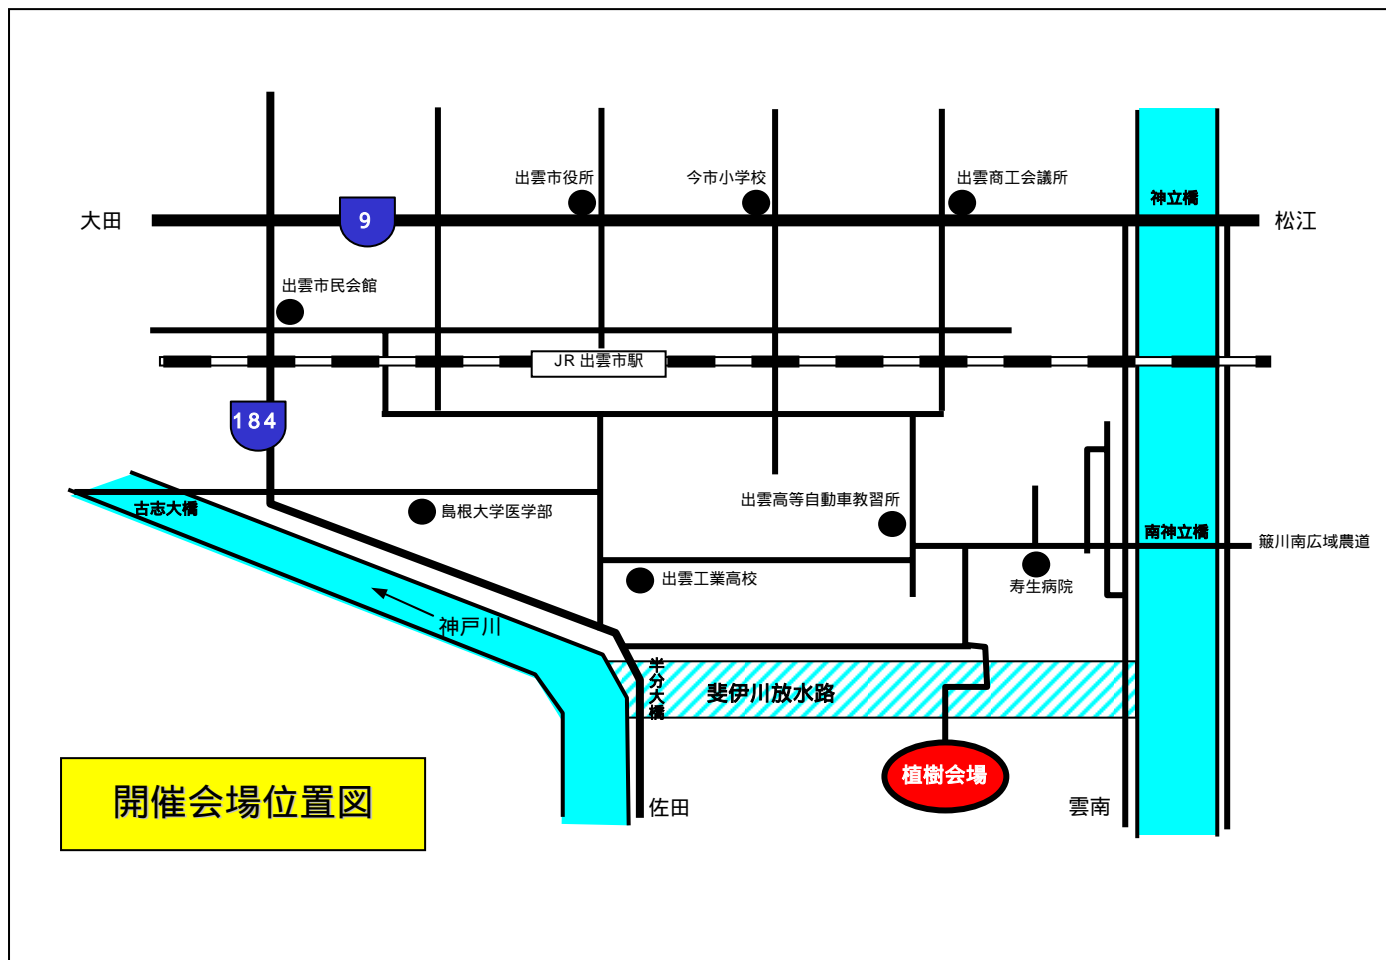 出雲市役所
今市小学校
出雲商工会議所
神立橋
大田
9
松江
出雲市民会館
JR 出雲市駅
184
出雲高等自動車教習所
古志大橋
島根大学医学部
南神立橋
簸川南広域農道
出雲工業高校
寿生病院
神戸川
半分大橋
斐伊川放水路
植樹会場
開催会場位置図
佐田
雲南